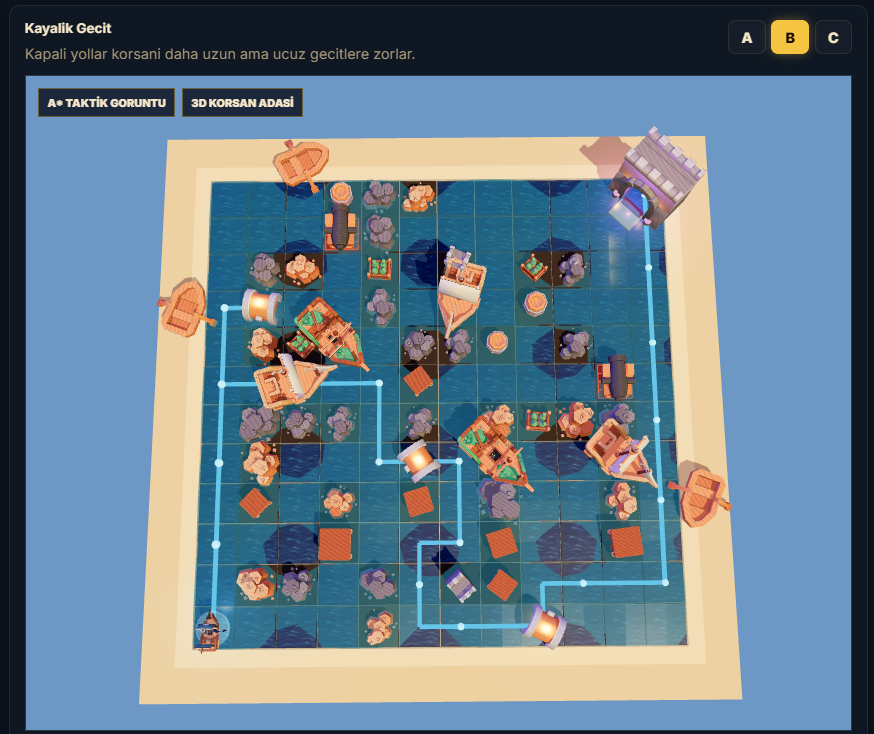 Kayalik Gecit
A B C
Kapali yollar korsani daha uzun ama ucuz gecitlere zorlar.
A* TAKTİK GORUNTU 3D KORSAN ADASİ